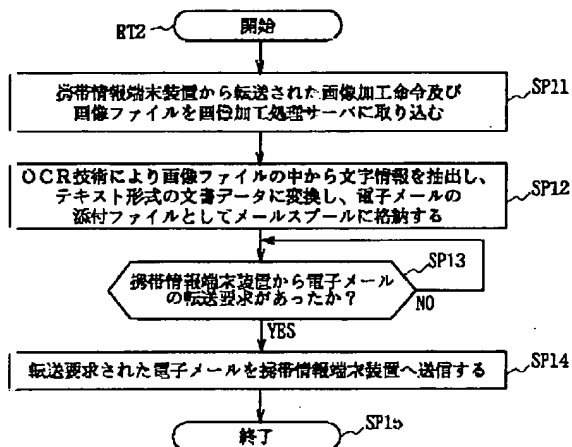 RT2
開始
携帯情報端末装置から転送された画像加工命令及び
画像ファイルを画像加工処理サーバに取り込む
SP11
OCR技術により画像ファイルの中から文字情報を抽出し、
テキスト形式の文書データに変換し、電子メールの
添付ファイルとしてメールスプールに格納する
SP12
SP13
携帯情報端末装置から電子メール
の転送要求があったか？
NO
YES
転送要求された電子メールを携帯情報端末装置へ送信する
SP14
終了
SP15